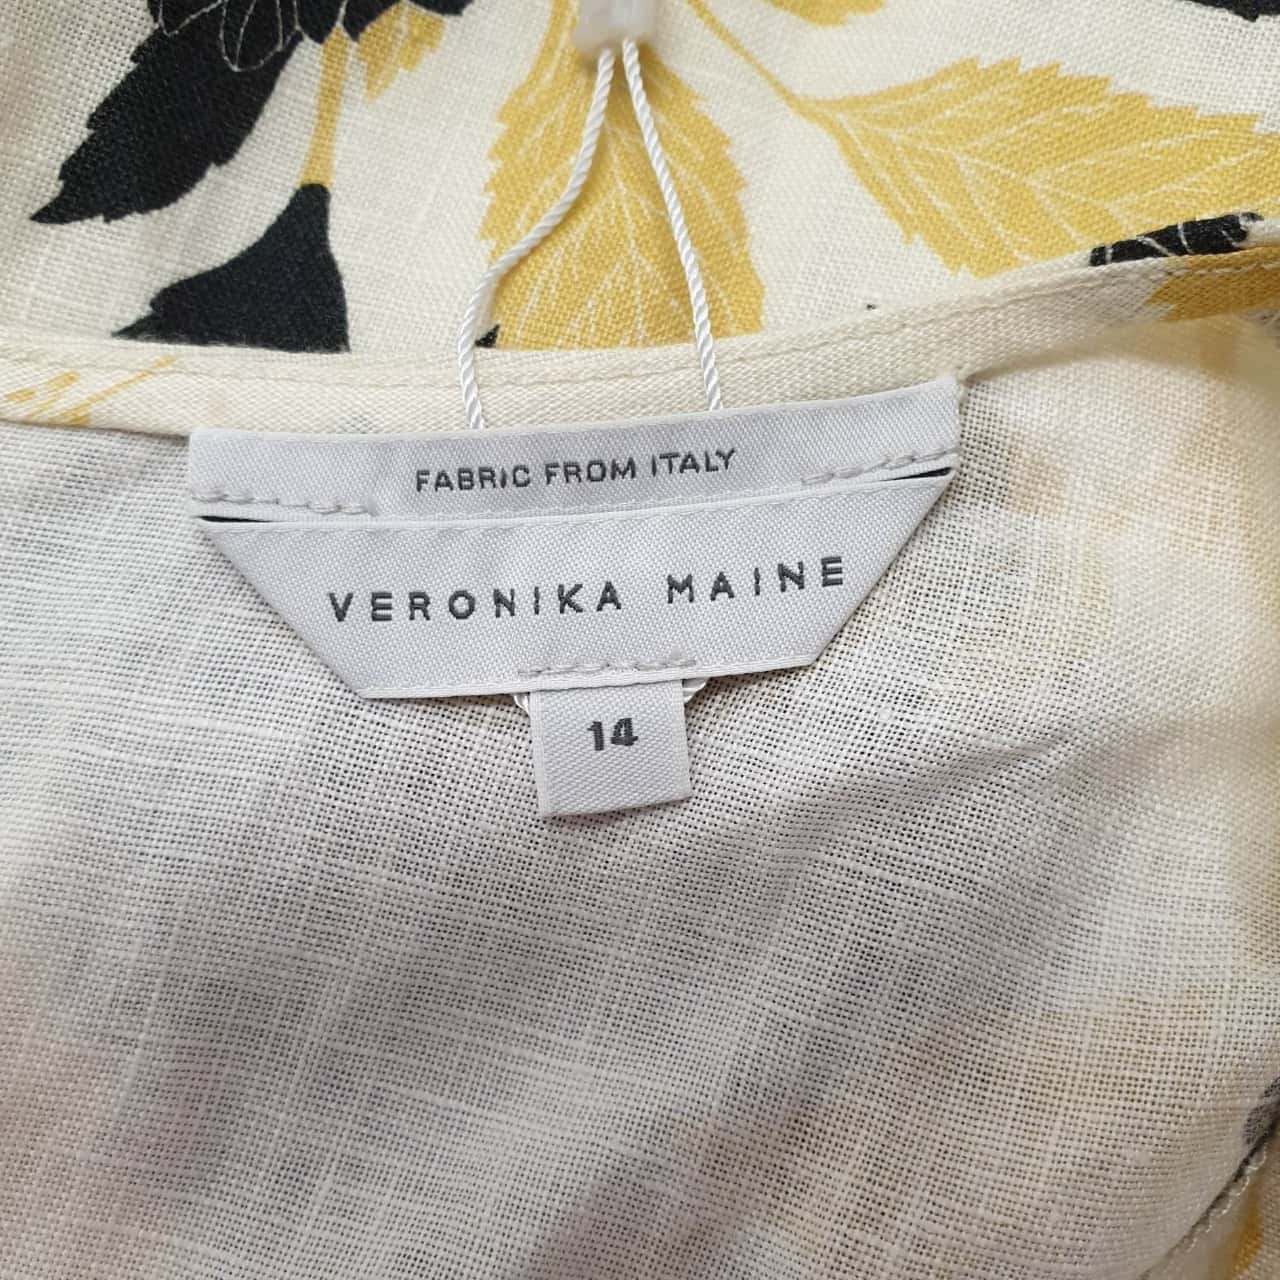 FABRIC FROM ITALY
VERONIKA MAINE
14